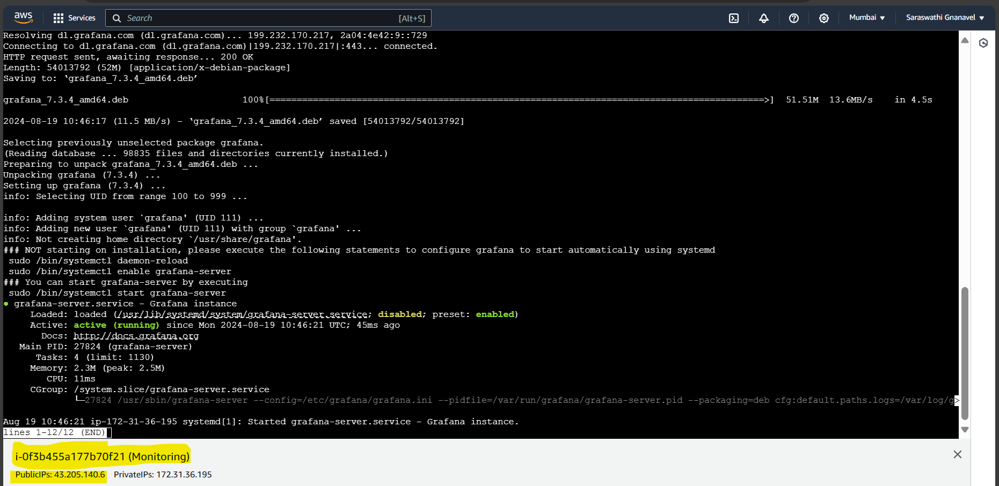 aws Services Search [Alt+S] Mumbai ▼ Saraswathi Gnanavel ▼
Resolving dl.grafana.com (dl.grafana.com)... 199.232.170.217, 2a04:4e42:9::729
Connecting to dl.grafana.com (dl.grafana.com)|199.232.170.217|:443... connected.
HTTP request sent, awaiting response... 200 OK
Length: 54013792 (52M) [application/x-debian-package]
Saving to: ‘grafana_7.3.4_amd64.deb’
grafana_7.3.4_amd64.deb 100%[===========================================================================================>] 51.51M 13.6MB/s in 4.5s
2024-08-19 10:46:17 (11.5 MB/s) - ‘grafana_7.3.4_amd64.deb’ saved [54013792/54013792]
Selecting previously unselected package grafana.
(Reading database ... 98835 files and directories currently installed.)
Preparing to unpack grafana_7.3.4_amd64.deb ...
Unpacking grafana (7.3.4) ...
Setting up grafana (7.3.4) ...
info: Selecting UID from range 100 to 999 ...
info: Adding system user `grafana' (UID 111) ...
info: Adding new user `grafana' (UID 111) with group `grafana' ...
info: Not creating home directory `/usr/share/grafana'.
### NOT starting on installation, please execute the following statements to configure grafana to start automatically using systemd
sudo /bin/systemctl daemon-reload
sudo /bin/systemctl enable grafana-server
### You can start grafana-server by executing
sudo /bin/systemctl start grafana-server
● grafana-server.service - Grafana instance
Loaded: loaded (/usr/lib/systemd/system/grafana-server.service; disabled; preset: enabled)
Active: active (running) since Mon 2024-08-19 10:46:21 UTC; 45ms ago
Docs: http://docs.grafana.org
Main PID: 27824 (grafana-server)
Tasks: 4 (limit: 1130)
Memory: 2.3M (peak: 2.5M)
CPU: 11ms
CGroup: /system.slice/grafana-server.service
└─27824 /usr/sbin/grafana-server --config=/etc/grafana/grafana.ini --pidfile=/var/run/grafana/grafana-server.pid --packaging=deb cfg:default.paths.logs=/var/log/g>
Aug 19 10:46:21 ip-172-31-36-195 systemd[1]: Started grafana-server.service - Grafana instance.
lines 1-12/12 (END)
i-0f3b455a177b70f21 (Monitoring)
PublicIPs: 43.205.140.6 PrivateIPs: 172.31.36.195